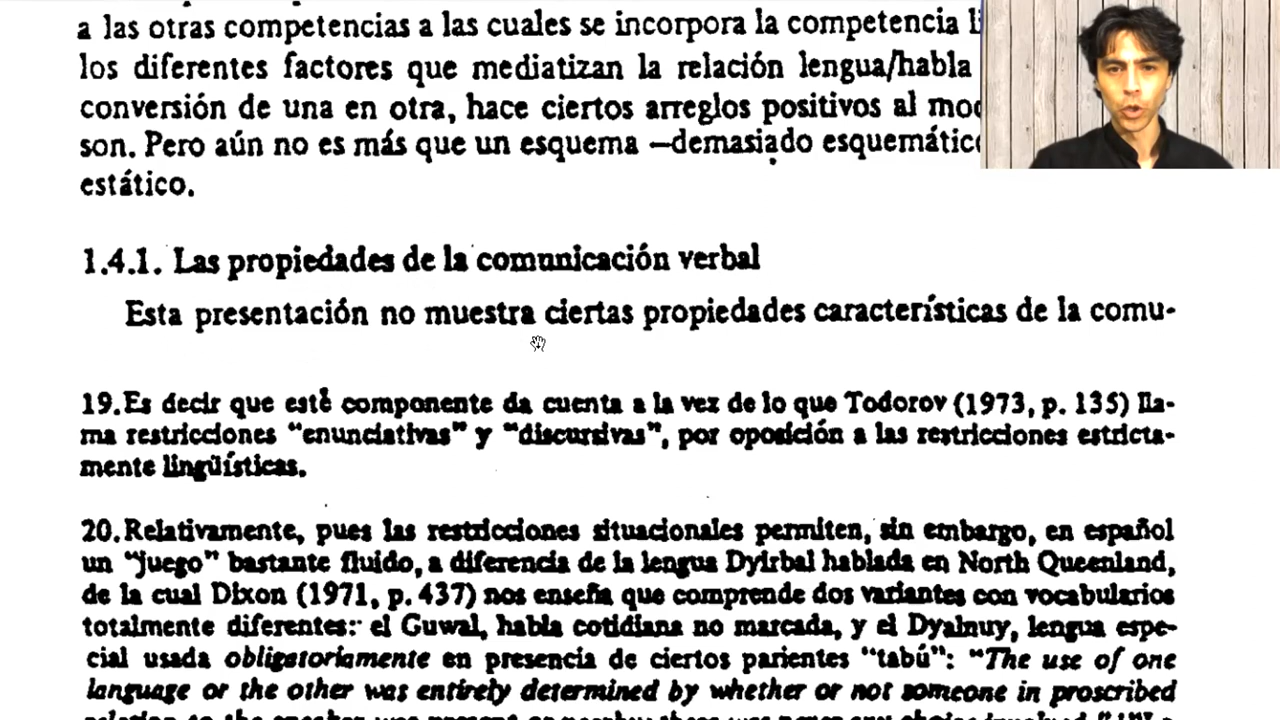 a las otras competencias a las cuales se incorpora la competencia
los diferentes factores que mediatizan la relación lengua/habla
conversión de una en otra, hace ciertos arreglos positivos al
son. Pero aún no es más que un esquema —demasiado
estático.
1.4.1. Las propiedades de la comunicación verbal
Esta presentación no muestra ciertas propiedades características de la comu-
19. Es decir que este componente da cuenta a la vez de lo que Todorov (1973, p. 135) lla-
ma restricciones "enunciativas" y "discursivas", por oposición a las restricciones estricta-
mente lingüísticas.
20. Relativamente, pues las restricciones situacionales permiten, sin embargo, en español
un "juego" bastante fluido, a diferencia de la lengua Dyirbal hablada en North Queenland,
de la cual Dixon (1971, p. 437) nos enseña que comprende dos variantes con vocabularios
totalmente diferentes: el Guwal, habla cotidiana no marcada, y el Dyalnuy, lengua espe-
cial usada obligatoriamente en presencia de ciertos parientes "tabú": "The use of one
language or the other was entirely determined by whether or not someone in proscribed